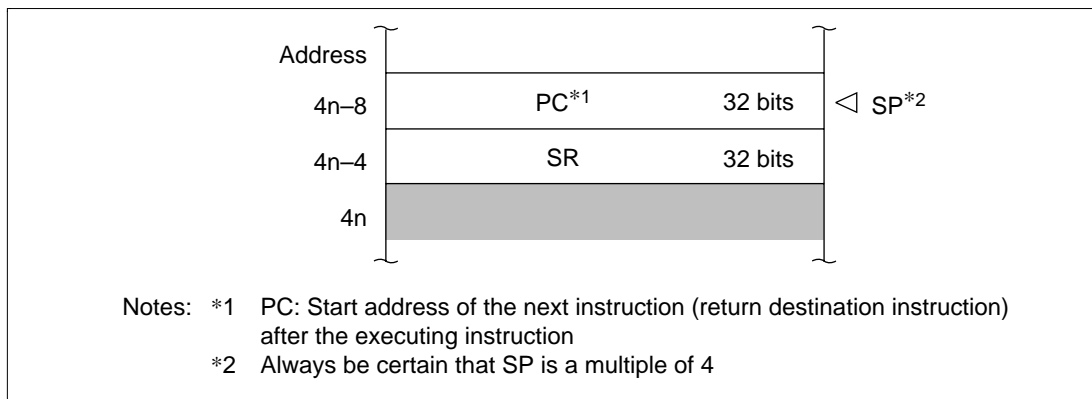 Address
4n–8 PC*1 32 bits SP*2
4n–4 SR 32 bits
4n
Notes: *1 PC: Start address of the next instruction (return destination instruction)
after the executing instruction
*2 Always be certain that SP is a multiple of 4